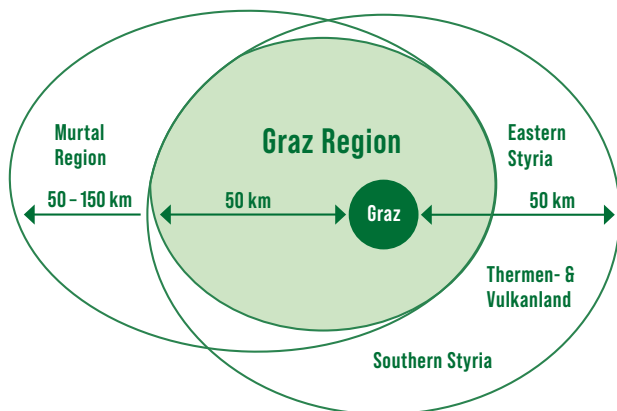 Murtal
Region
Graz Region
Eastern
Styria
50 – 150 km
50 km
Graz
50 km
Thermen- &
Vulkanland
Southern Styria